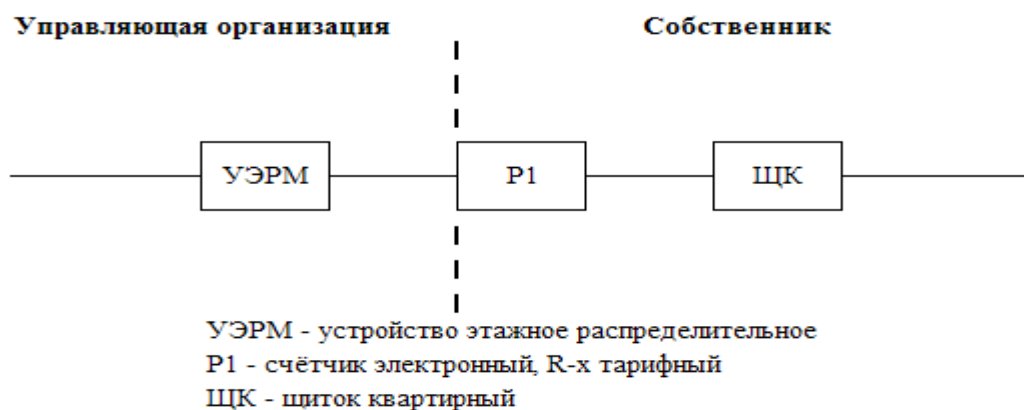 Управляющая организация
Собственник
УЭРМ
Р1
ЩК
УЭРМ - устройство этажное распределительное
Р1 - счётчик электронный, R-х тарифный
ЩК - щиток квартирный